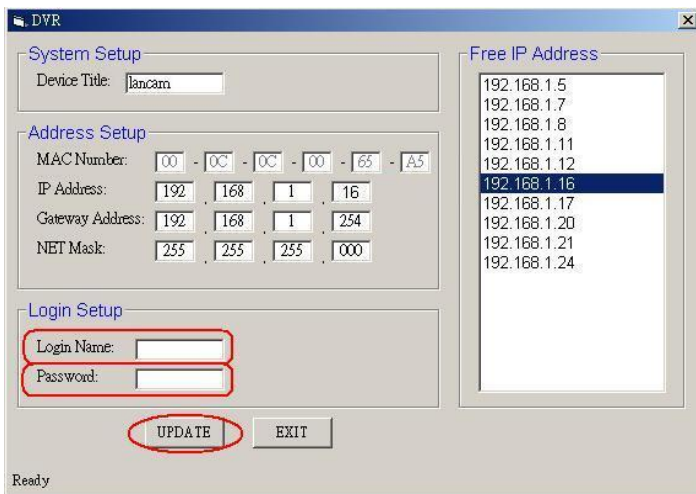 DVR
System Setup
Device Title: lancam
Address Setup
MAC Number: 00 - 0C - 0C - 00 - 65 - A5
IP Address: 192 . 168 . 1 . 16
Gateway Address: 192 . 168 . 1 . 254
NET Mask: 255 . 255 . 255 . 000
Login Setup
Login Name:
Password:
UPDATE EXIT
Ready
Free IP Address
192.168.1.5
192.168.1.7
192.168.1.8
192.168.1.11
192.168.1.12
192.168.1.16
192.168.1.17
192.168.1.20
192.168.1.21
192.168.1.24